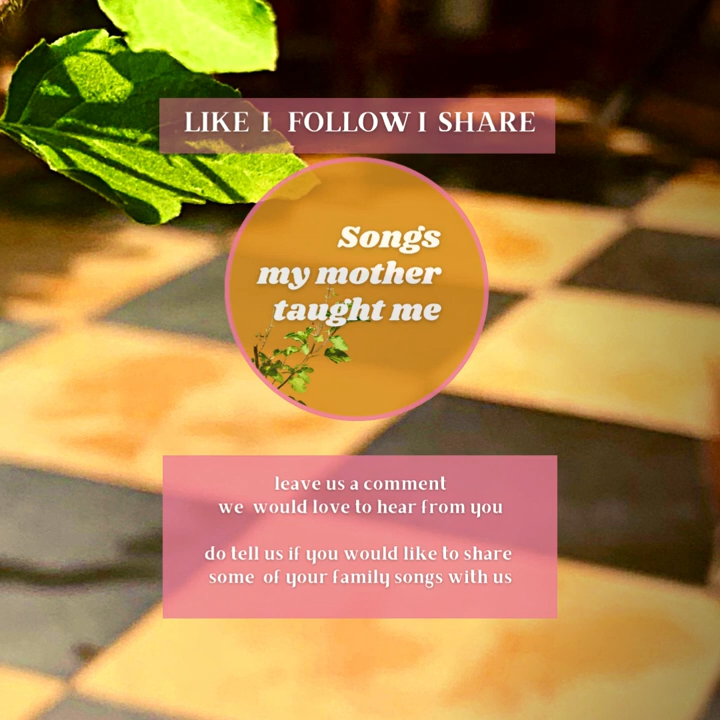 LIKE I FOLLOW I SHARE
Songs
my mother
taught me
leave us a comment
we would love to hear from you
do tell us if you would like to share
some of your family songs with us